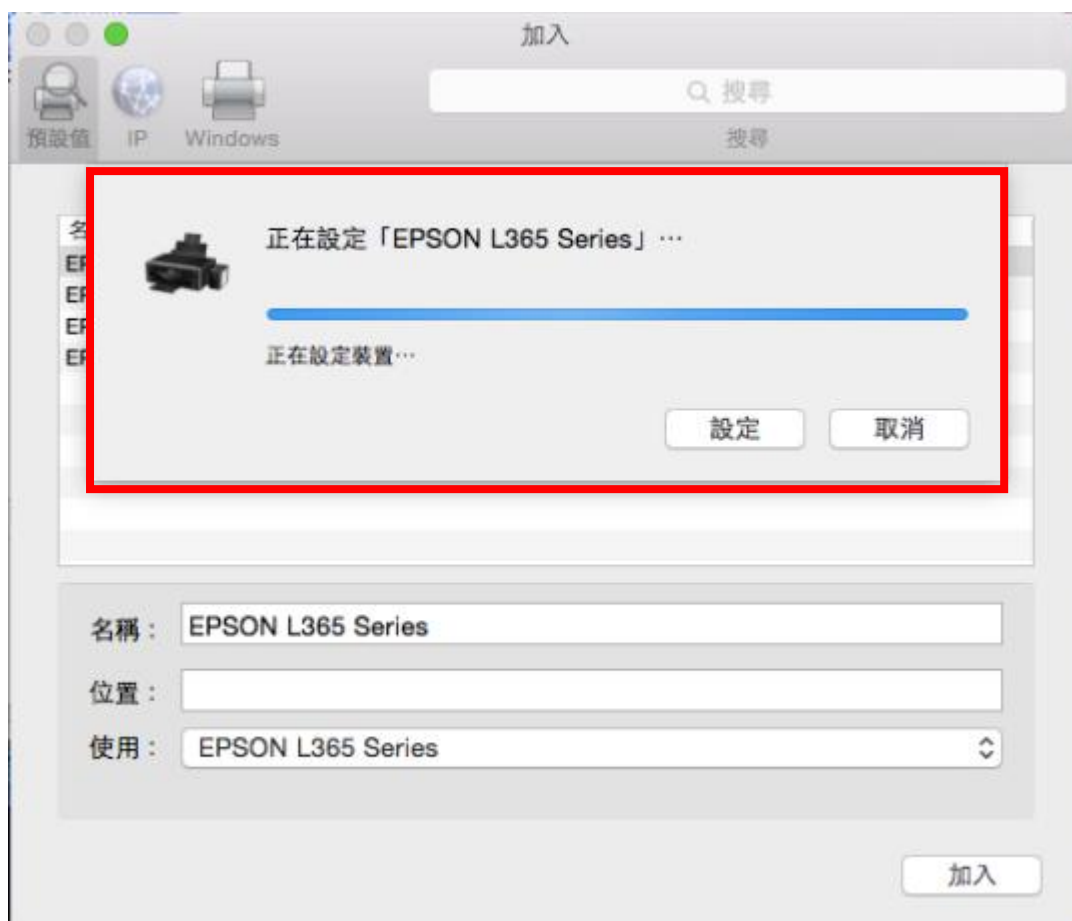 加入
預設值 IP Windows
搜尋
搜尋
名
正在設定「EPSON L365 Series」…
正在設定裝置…
設定 取消
名稱：
EPSON L365 Series
位置：
使用： EPSON L365 Series
加入